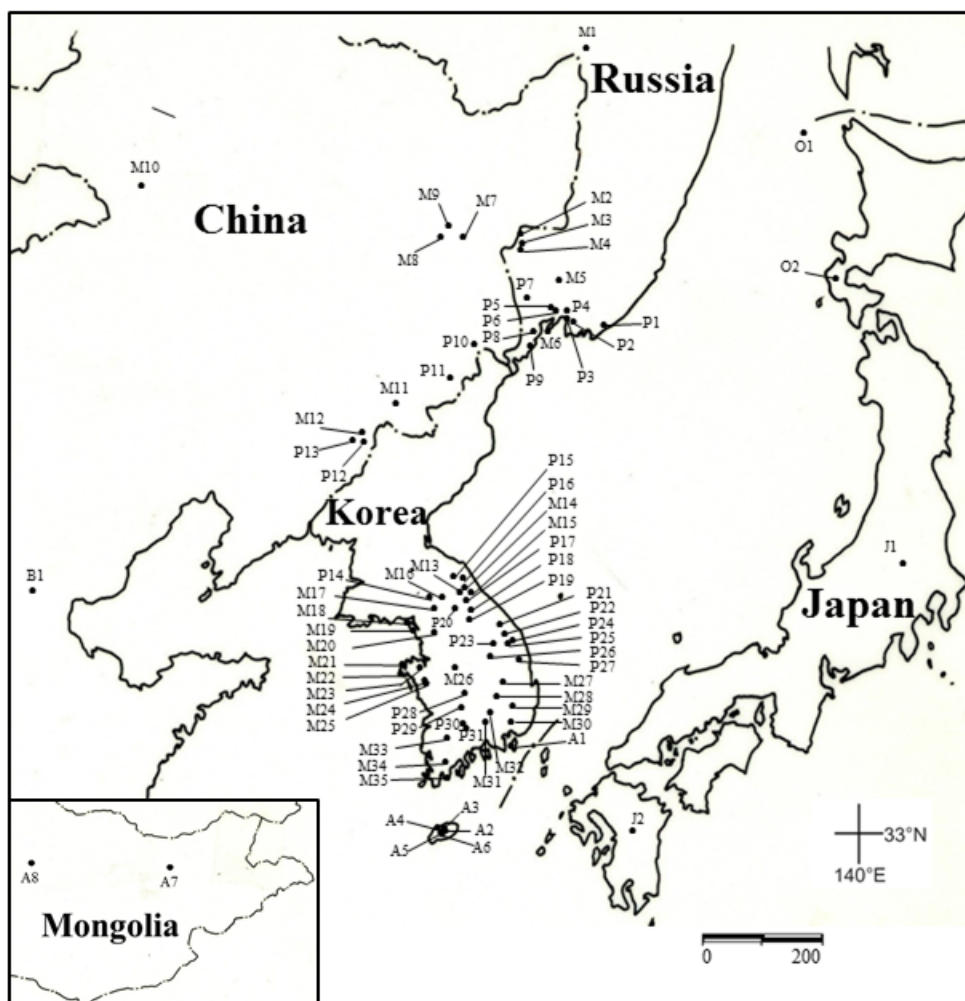 M1
Russia
O1
M10
China
M9
M7
M8
M2
M3
M4
O2
M5
P7
P5
P4
P6
P1
P8
M6
P2
P10
P9
P3
P11
M11
M12
P13
P12
P15
P16
M14
M15
P17
P18
P19
Korea
B1
J1
Japan
M13
P14
M16
M17
M18
P20
M19
M20
P21
P22
P24
P23
P25
P26
P27
M21
M22
M23
M24
M25
M26
M27
M28
M29
M30
P28
P29
P30
P31
A1
M33
M34
M35
M31
M32
A3
A4
A2
A5
A6
J2
33°N
140°E
A8
A7
Mongolia
0 200